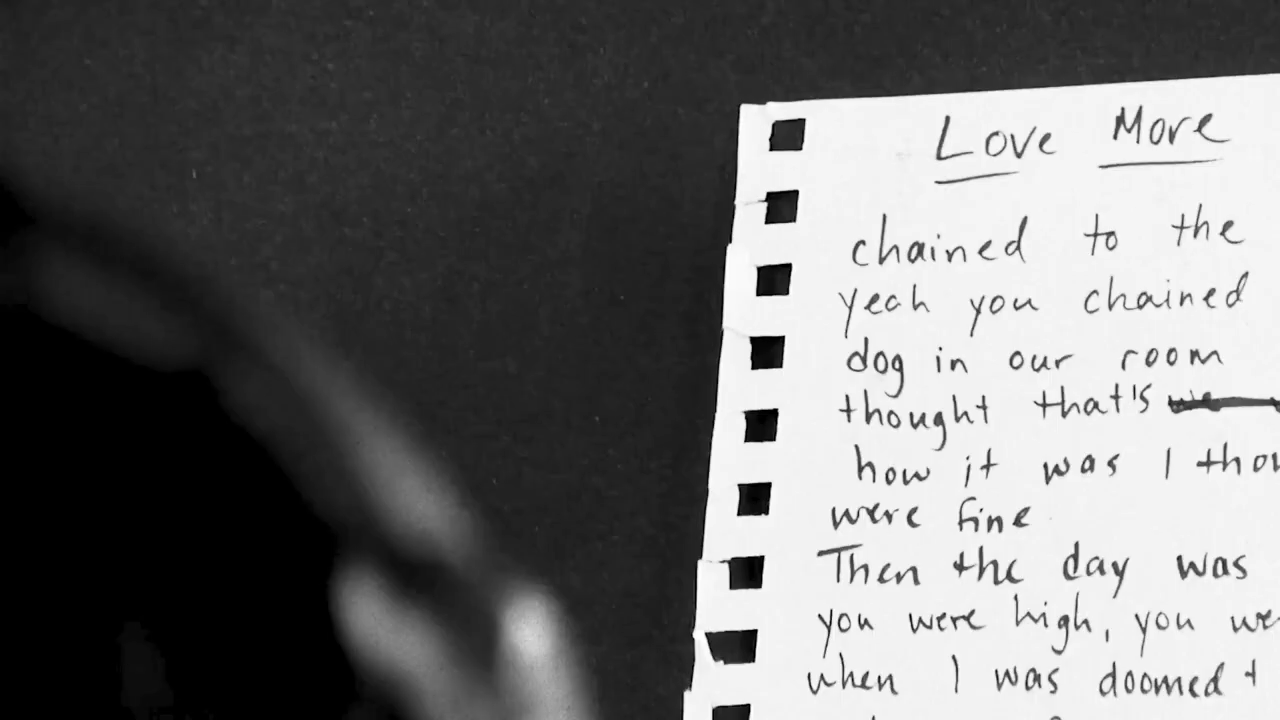 Love More
chained to the
yeah you chained
dog in our room
thought that's
how it was I
were fine
Then the day was
you were high, you
when I was doomed +